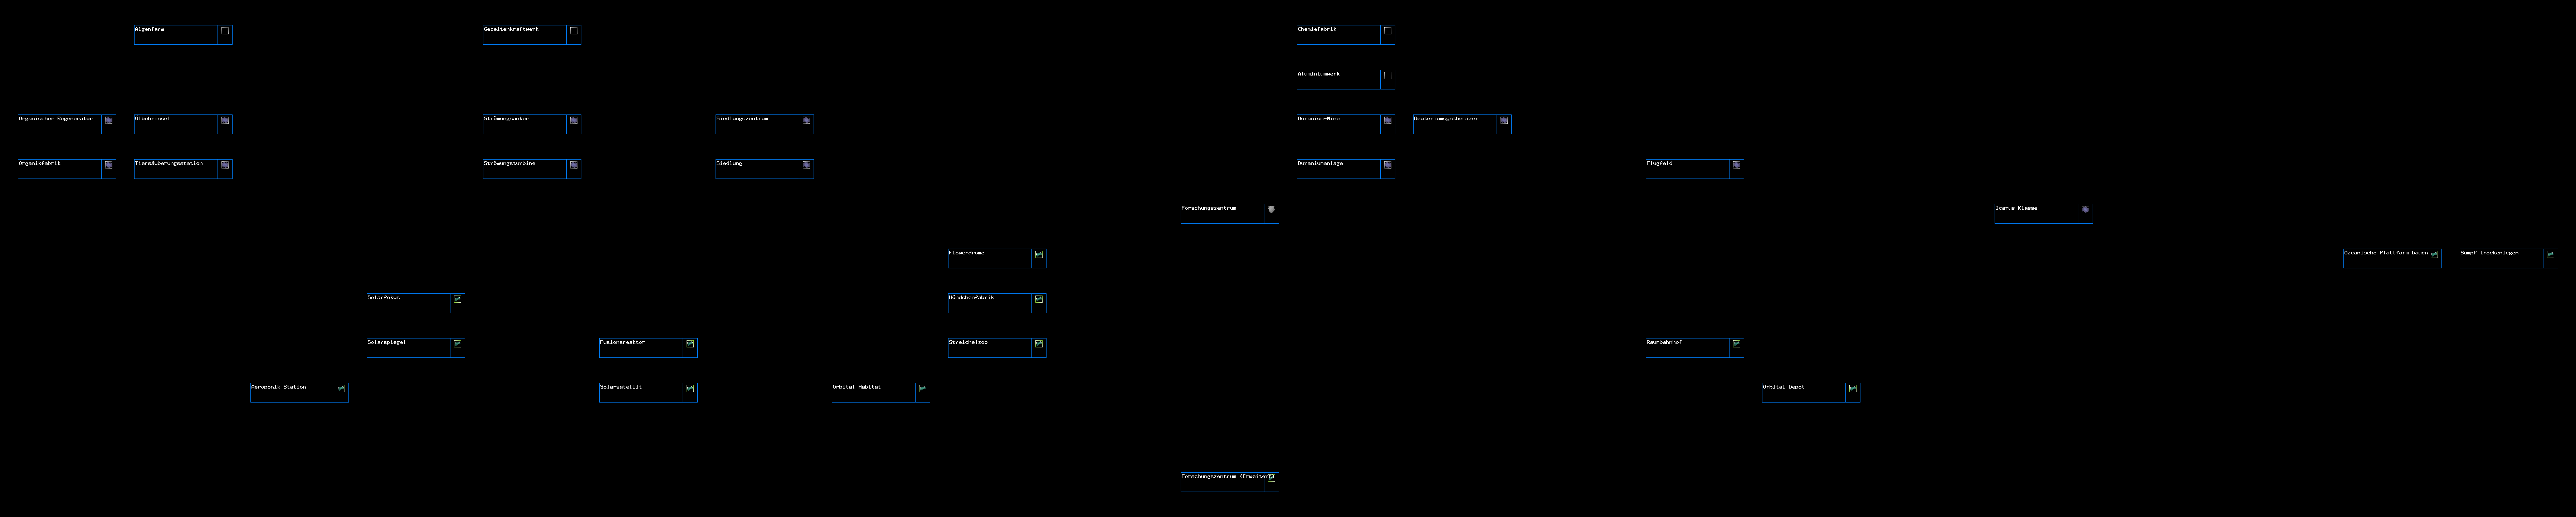 Algenfarm
Gezeitenkraftwerk
Chemiefabrik
Aluminiumwerk
Organischer Regenerator
Ölbohrinsel
Strömungsanker
Siedlungszentrum
Duranium-Mine
Deuteriumsynthesizer
Organikfabrik
Tiersäuberungsstation
Strömungsturbine
Siedlung
Duraniumanlage
Flugfeld
Forschungszentrum
Icarus-Klasse
Flowerdrome
Ozeanische Plattform bauen
Sumpf trockenlegen
Solarfokus
Hündchenfabrik
Solarspiegel
Fusionsreaktor
Streichelzoo
Raumbahnhof
Aeroponik-Station
Solarsatellit
Orbital-Habitat
Orbital-Depot
Forschungszentrum (Erweitert)